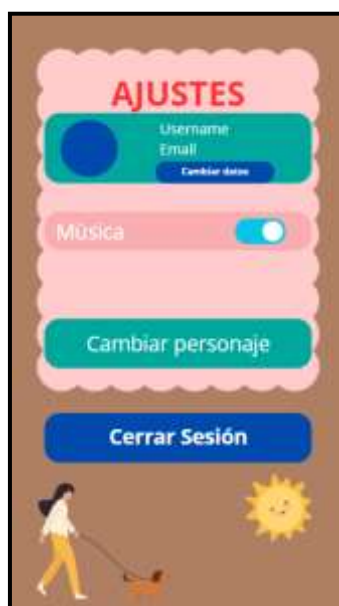 AJUSTES
Username
Email
Cambiar datos
Música
Cambiar personaje
Cerrar Sesión